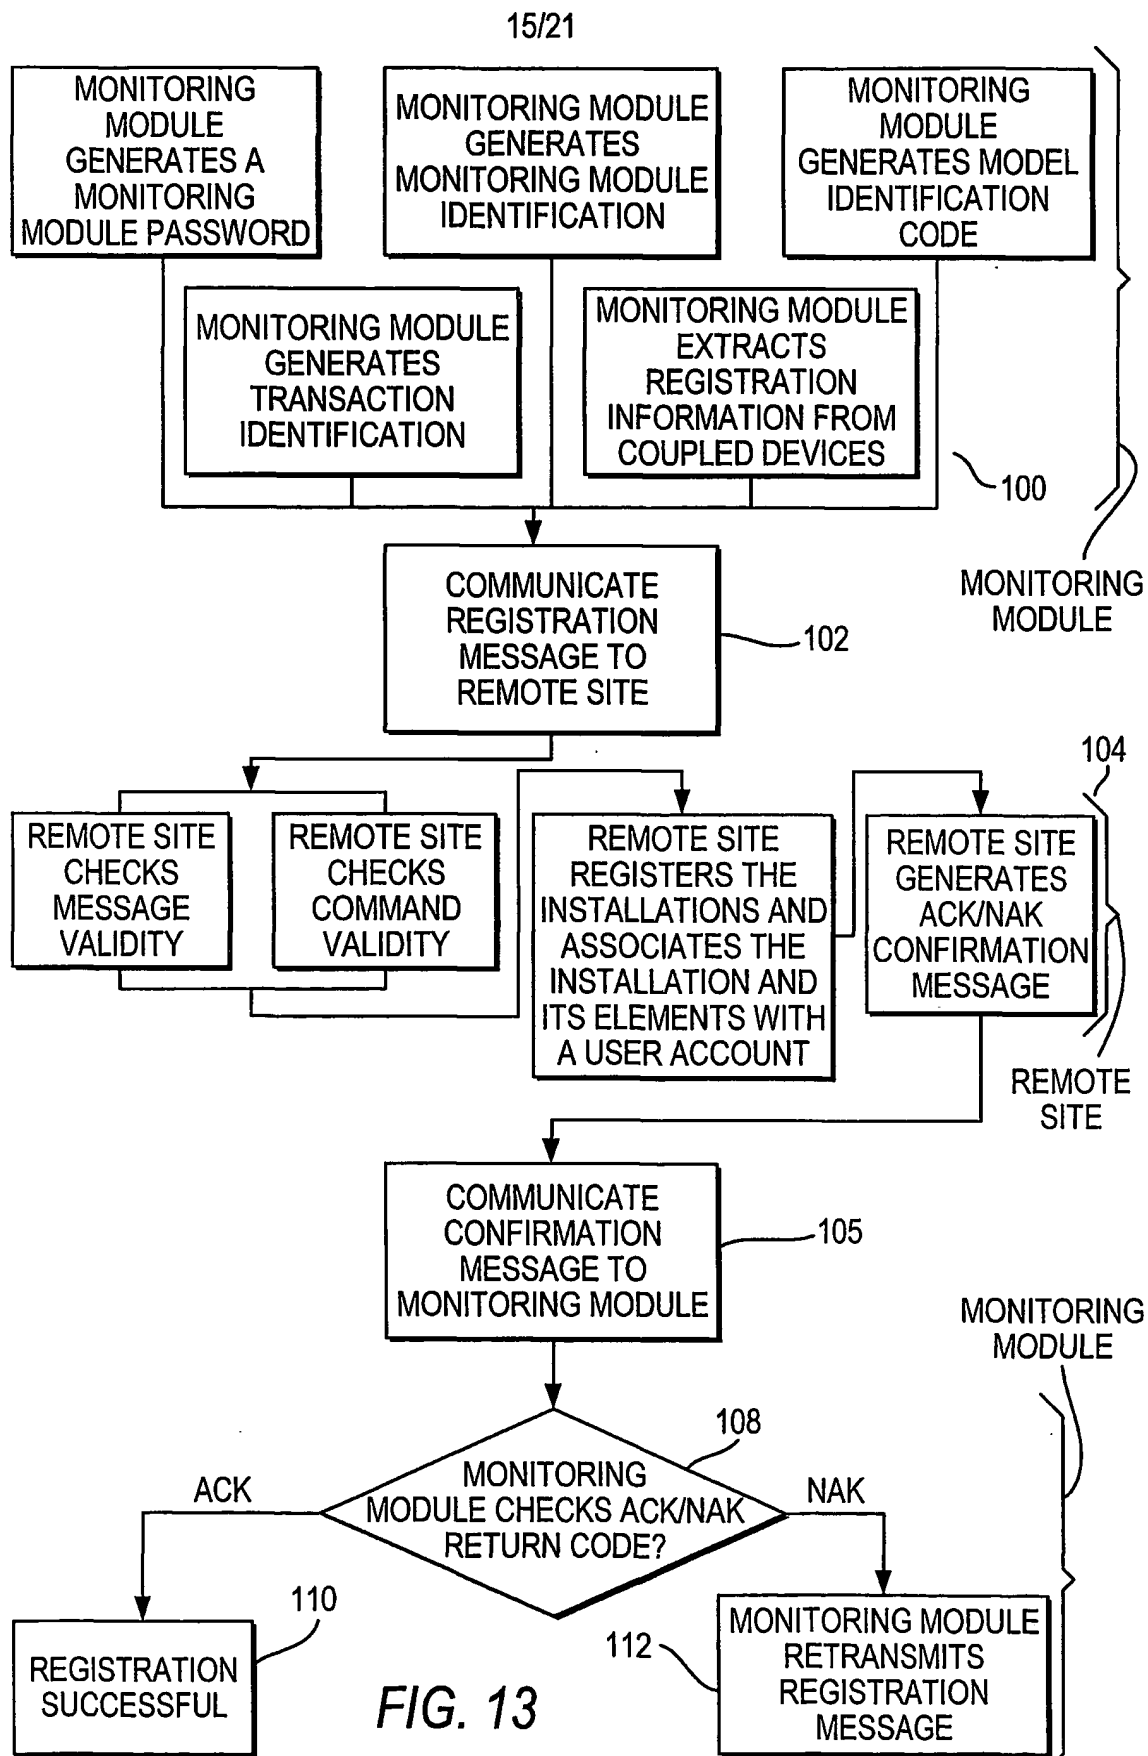 15/21
MONITORING
MODULE
GENERATES A
MONITORING
MODULE PASSWORD
MONITORING MODULE
GENERATES
MONITORING MODULE
IDENTIFICATION
MONITORING
MODULE
GENERATES MODEL
IDENTIFICATION
CODE
MONITORING MODULE
GENERATES
TRANSACTION
IDENTIFICATION
MONITORING MODULE
EXTRACTS
REGISTRATION
INFORMATION FROM
COUPLED DEVICES
100
MONITORING
MODULE
COMMUNICATE
REGISTRATION
MESSAGE TO
REMOTE SITE
102
104
REMOTE SITE
CHECKS
MESSAGE
VALIDITY
REMOTE SITE
CHECKS
COMMAND
VALIDITY
REMOTE SITE
REGISTERS THE
INSTALLATIONS AND
ASSOCIATES THE
INSTALLATION AND
ITS ELEMENTS WITH
A USER ACCOUNT
REMOTE SITE
GENERATES
ACK/NAK
CONFIRMATION
MESSAGE
REMOTE
SITE
COMMUNICATE
CONFIRMATION
MESSAGE TO
MONITORING MODULE
105
MONITORING
MODULE
108
MONITORING
MODULE CHECKS ACK/NAK
RETURN CODE?
ACK
NAK
110
REGISTRATION
SUCCESSFUL
112
MONITORING MODULE
RETRANSMITS
REGISTRATION
MESSAGE
FIG. 13